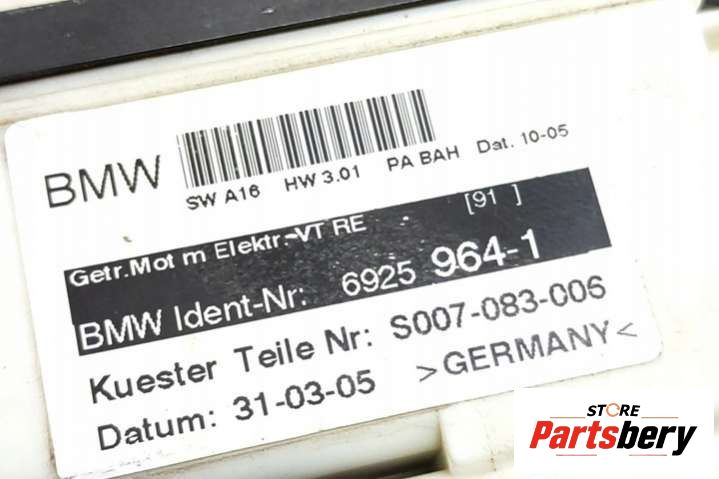 BMW
SW A16 HW 3.01 PA BAH Dat. 10-05
Getr.Mot m Elektr.-VT RE [91 ]
BMW Ident-Nr: 6925 964-1
Kuester Teile Nr: S007-083-006
Datum: 31-03-05 >GERMANY<
STORE
Partsbery